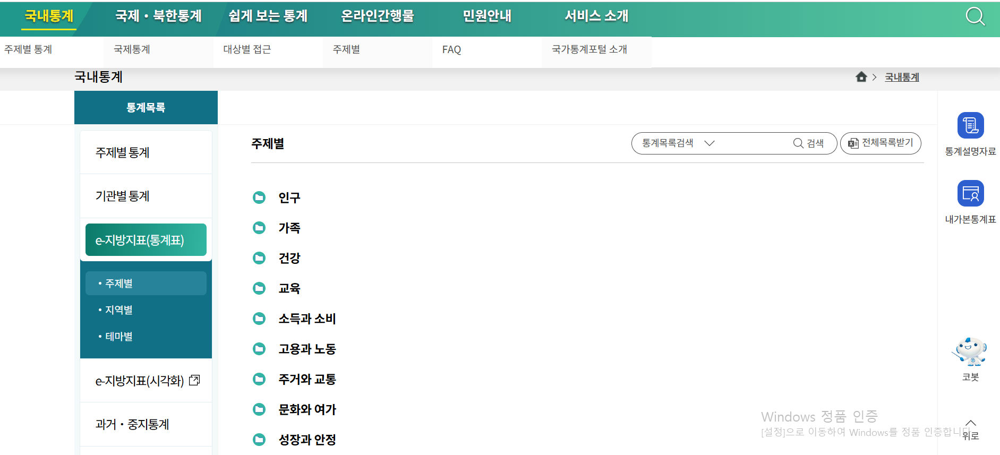 국내통계
국제・북한통계
쉽게 보는 통계
온라인간행물
민원안내
서비스 소개
주제별 통계
국제통계
대상별 접근
주제별
FAQ
국가통계포털 소개
국내통계
국내통계
통계목록
주제별 통계
기관별 통계
e-지방지표(통계표)
주제별
지역별
테마별
e-지방지표(시각화)
과거・중지통계
주제별
통계목록검색
검색
전체목록받기
인구
가족
건강
교육
소득과 소비
고용과 노동
주거와 교통
문화와 여가
성장과 안정
통계설명자료
내가본통계표
코봇
Windows 정품 인증
[설정]으로 이동하여 Windows를 정품 인증합니다
위로